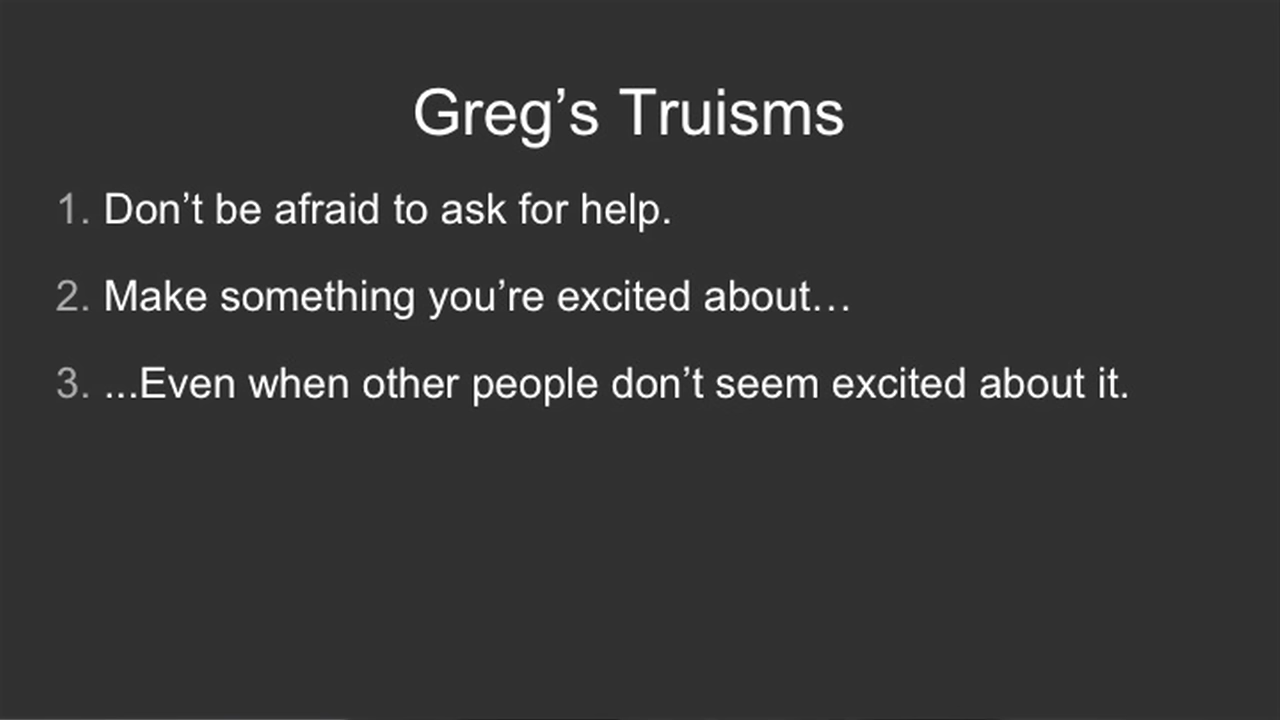 Greg’s Truisms
1. Don’t be afraid to ask for help.
2. Make something you’re excited about…
3. ...Even when other people don’t seem excited about it.